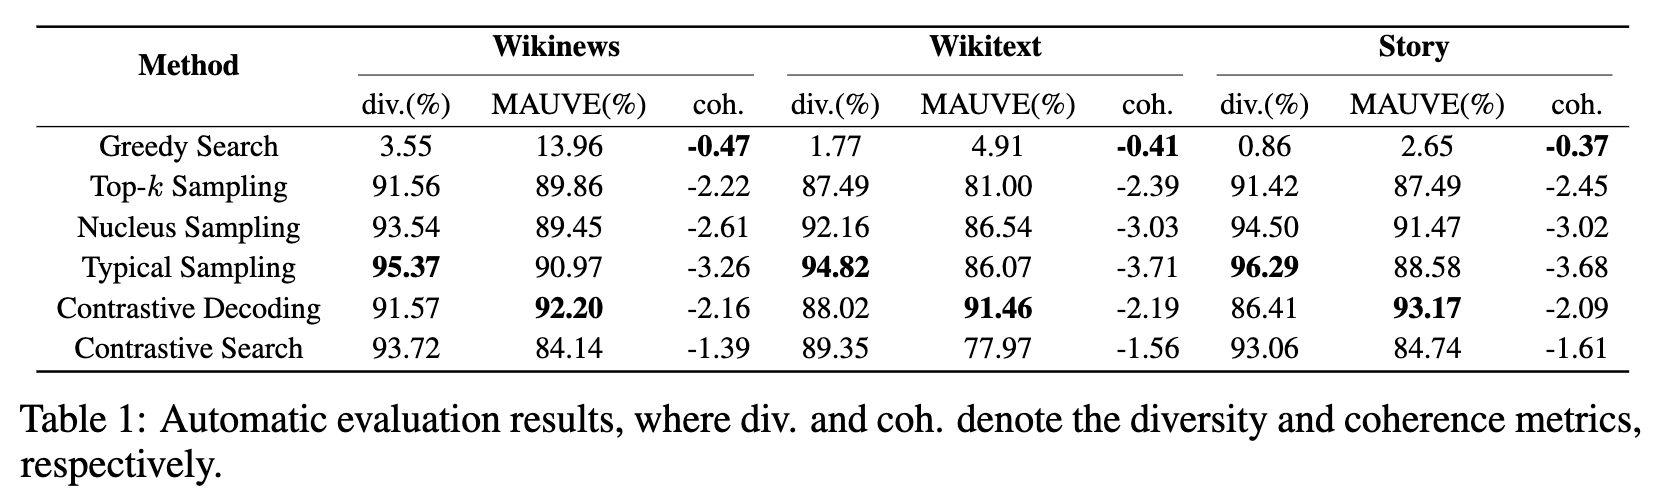 Method Wikinews Wikitext Story
div.(%) MAUVE(%) coh. div.(%) MAUVE(%) coh. div.(%) MAUVE(%) coh.
Greedy Search 3.55 13.96 -0.47 1.77 4.91 -0.41 0.86 2.65 -0.37
Top-k Sampling 91.56 89.86 -2.22 87.49 81.00 -2.39 91.42 87.49 -2.45
Nucleus Sampling 93.54 89.45 -2.61 92.16 86.54 -3.03 94.50 91.47 -3.02
Typical Sampling 95.37 90.97 -3.26 94.82 86.07 -3.71 96.29 88.58 -3.68
Contrastive Decoding 91.57 92.20 -2.16 88.02 91.46 -2.19 86.41 93.17 -2.09
Contrastive Search 93.72 84.14 -1.39 89.35 77.97 -1.56 93.06 84.74 -1.61
Table 1: Automatic evaluation results, where div. and coh. denote the diversity and coherence metrics,
respectively.